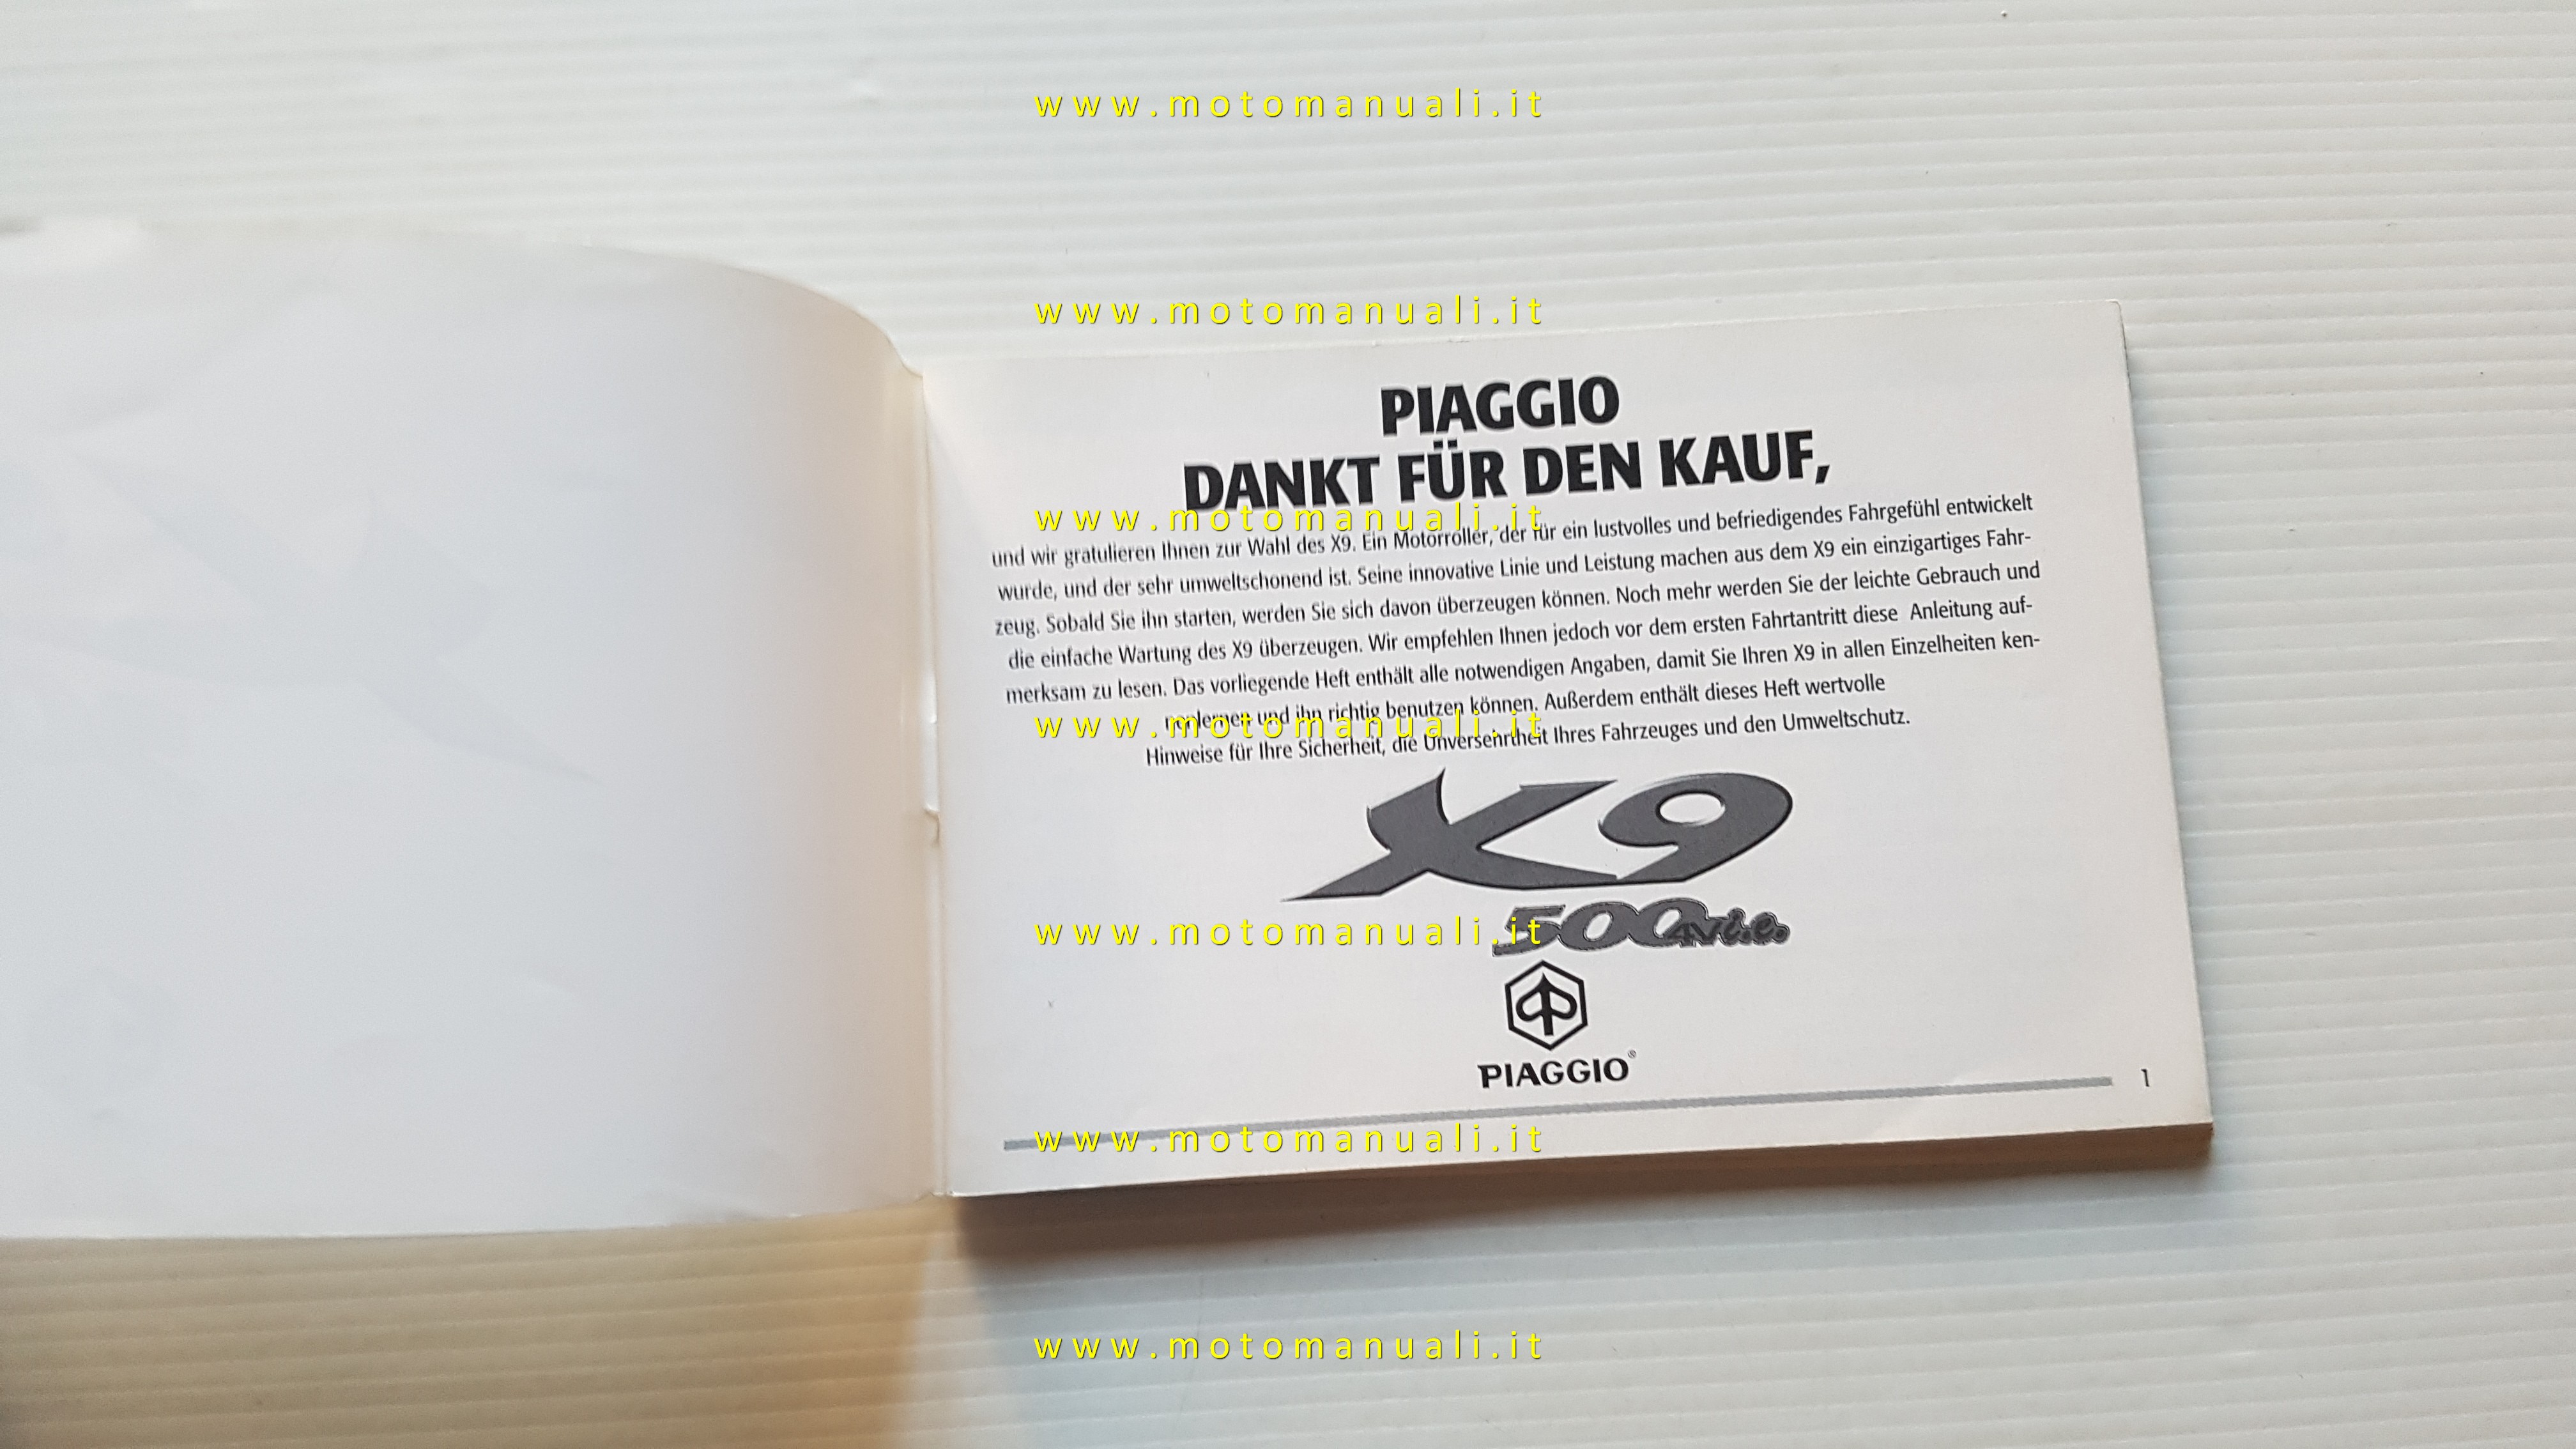 www.motomanuali.it
www.motomanuali.it
PIAGGIO
DANKT FÜR DEN KAUF,
www.motomanuali.it
und wir gratulieren Ihnen zur Wahl des X9. Ein Motorroller, der für ein lustvolles und befriedigendes Fahrgefühl entwickelt
wurde, und der sehr umweltschonend ist. Seine innovative Linie und Leistung machen aus dem X9 ein einzigartiges Fahr-
zeug. Sobald Sie ihn starten, werden Sie sich davon überzeugen können. Noch mehr werden Sie der leichte Gebrauch und
die einfache Wartung des X9 überzeugen. Wir empfehlen Ihnen jedoch vor dem ersten Fahrtantritt diese Anleitung auf-
merksam zu lesen. Das vorliegende Heft enthält alle notwendigen Angaben, damit Sie Ihren X9 in allen Einzelheiten ken-
nenlernen und ihn richtig benutzen können. Außerdem enthält dieses Heft wertvolle
www.motomanuali.it
Hinweise für Ihre Sicherheit, die Unversehrtheit Ihres Fahrzeuges und den Umweltschutz.
X9
500 4V i.e.
www.motomanuali.it
PIAGGIO®
1
www.motomanuali.it
www.motomanuali.it